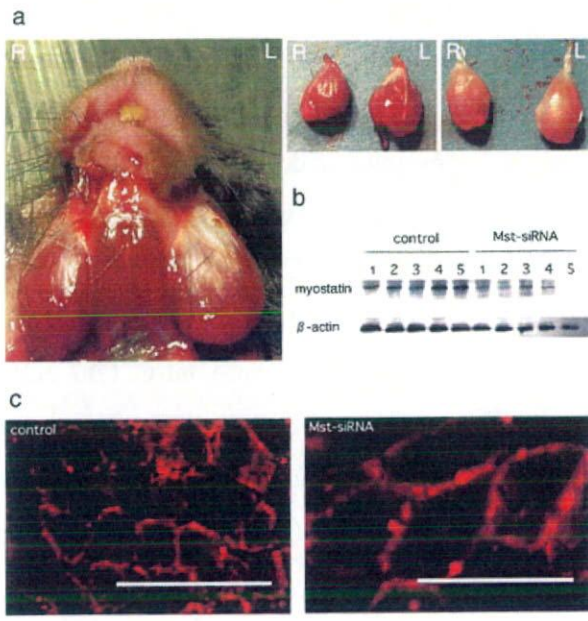 a
R L
R L
R L
b
control Mst-siRNA
1 2 3 4 5 1 2 3 4 5
myostatin
β-actin
c
control
Mst-siRNA